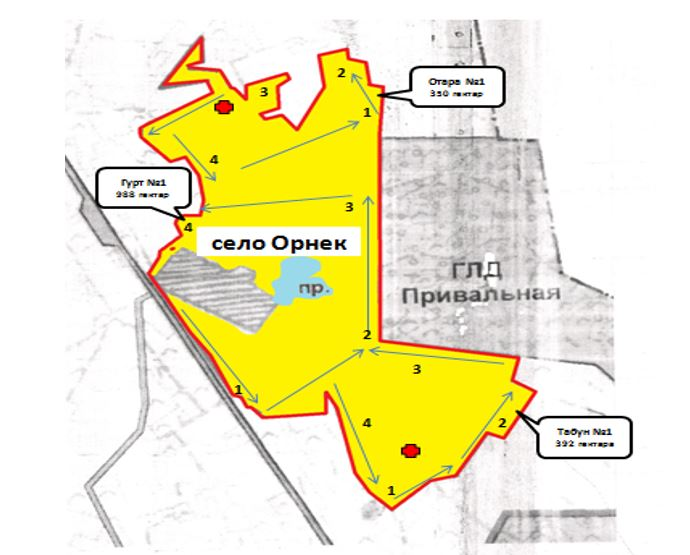 2
Отара №1
350 гектар
3
1
4
Гурт №1
988 гектар
3
4
село Орнек
ГЛД
Привальная
пр.
2
3
1
4
2
Табун №1
392 гектара
1